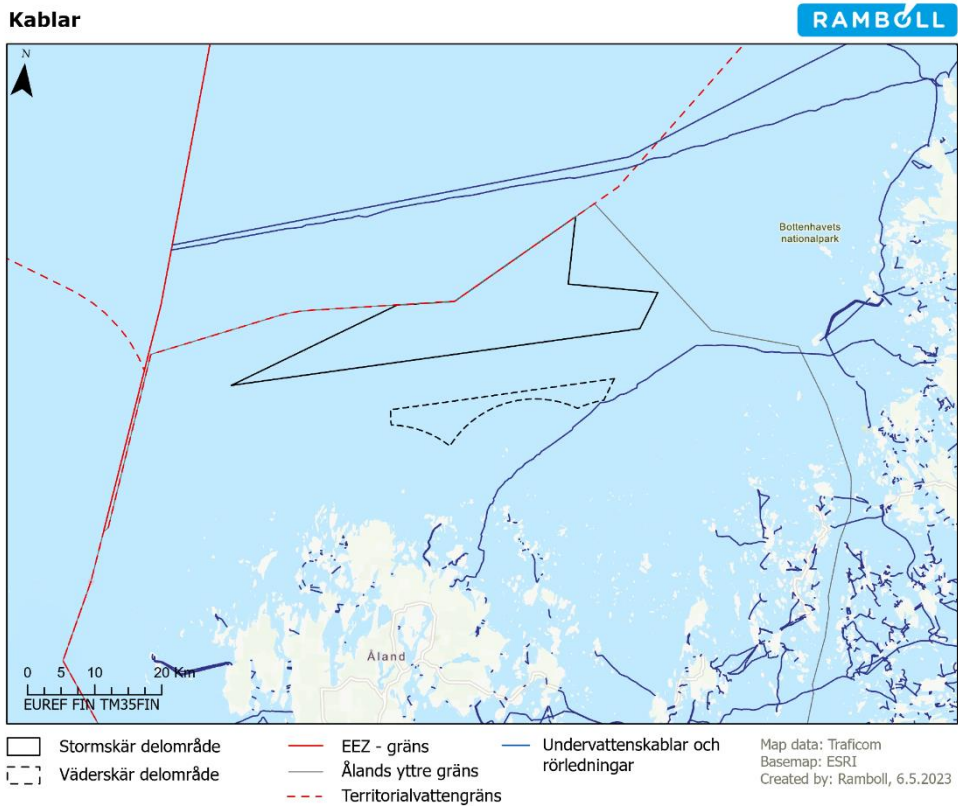 Kablar
RAMBOLL
N
Bottenhavets
nationalpark
Åland
0 5 10 20 Km
EUREF FIN TM35FIN
Stormskär delområde
Väderskär delområde
EEZ - gräns
Ålands yttre gräns
Territorialvattengräns
Undervattenskablar och
rörledningar
Map data: Traficom
Basemap: ESRI
Created by: Ramboll, 6.5.2023